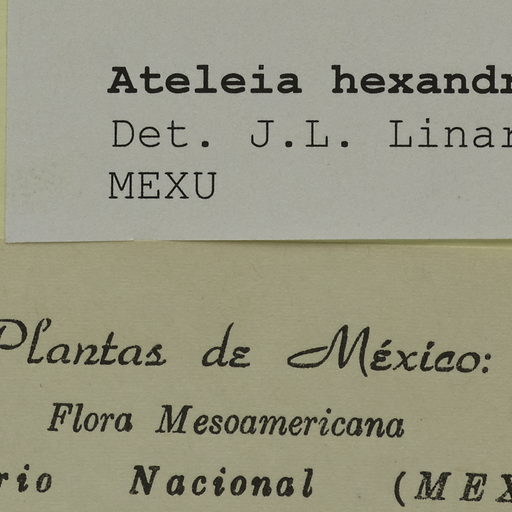 Ateleia hexandr
Det. J.L. Linar
MEXU
Plantas de México:
Flora Mesoamericana
rio Nacional (MEX